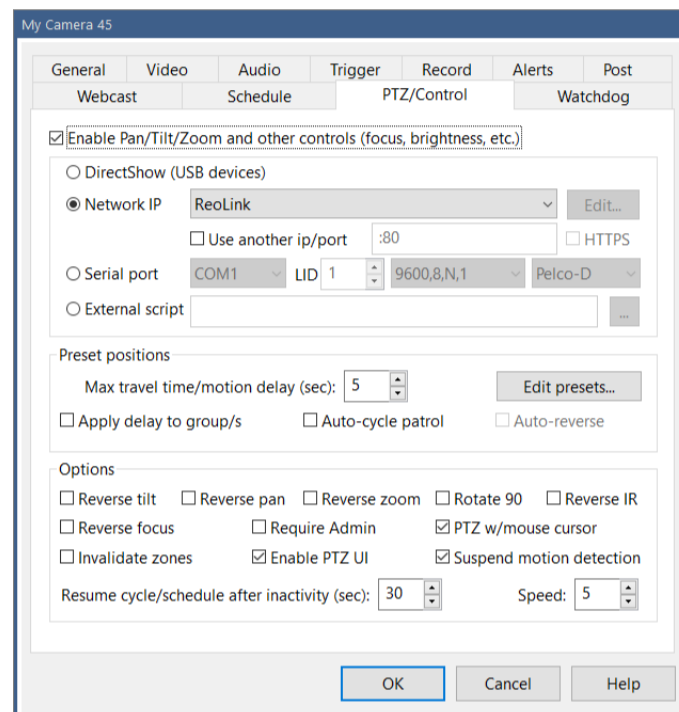 My Camera 45
General Video Audio Trigger Record Alerts Post
Webcast Schedule PTZ/Control Watchdog
Enable Pan/Tilt/Zoom and other controls (focus, brightness, etc.)
DirectShow (USB devices)
Network IP ReoLink Edit...
Use another ip/port :80 HTTPS
Serial port COM1 LID 1 9600,8,N,1 Pelco-D
External script ...
Preset positions
Max travel time/motion delay (sec): 5 Edit presets...
Apply delay to group/s Auto-cycle patrol Auto-reverse
Options
Reverse tilt Reverse pan Reverse zoom Rotate 90 Reverse IR
Reverse focus Require Admin PTZ w/mouse cursor
Invalidate zones Enable PTZ UI Suspend motion detection
Resume cycle/schedule after inactivity (sec): 30 Speed: 5
OK Cancel Help